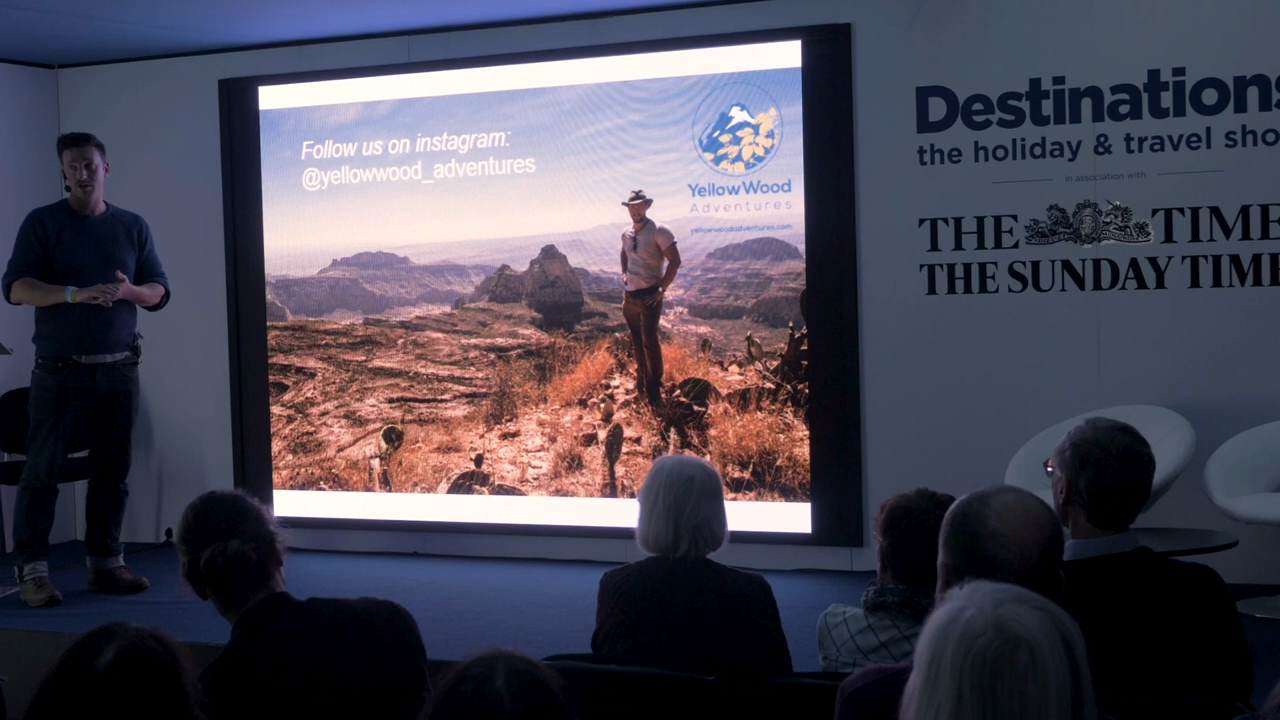 Follow us on instagram:
@yellowwood_adventures
YellowWood
Adventures
yellowwoodadventures.com
Destinations
the holiday & travel sho
in association with
THE TIME
THE SUNDAY TIME